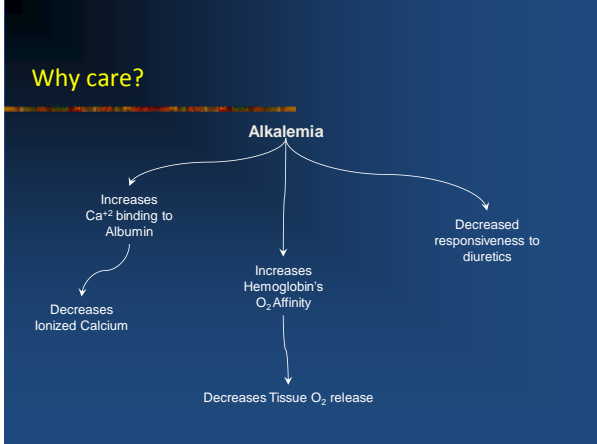 Why care?
Alkalemia
Increases
Ca⁺² binding to
Albumin
Decreases
Ionized Calcium
Increases
Hemoglobin's
O₂ Affinity
Decreases Tissue O₂ release
Decreased
responsiveness to
diuretics